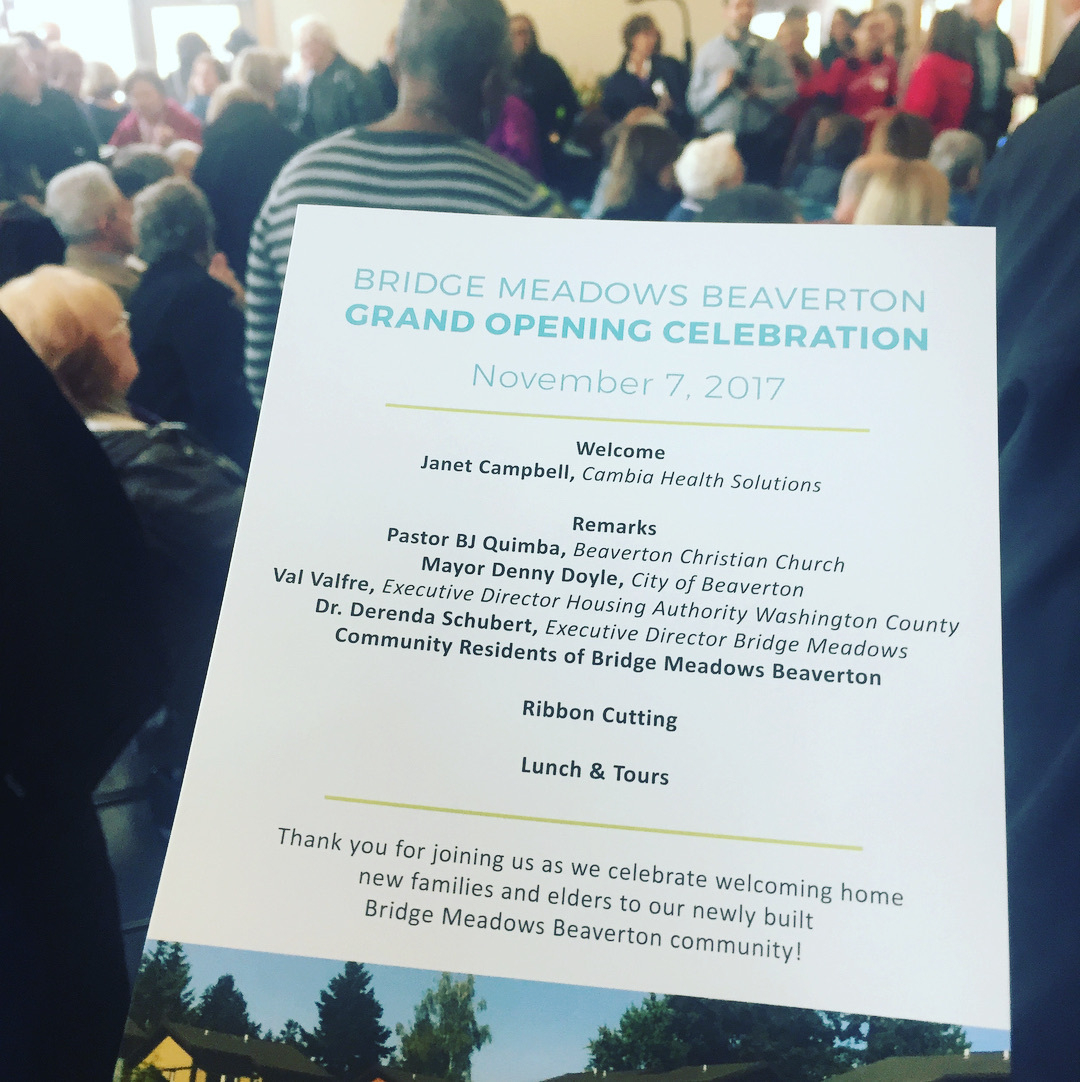 BRIDGE MEADOWS BEAVERTON
GRAND OPENING CELEBRATION
November 7, 2017
Welcome
Janet Campbell, Cambia Health Solutions
Remarks
Pastor BJ Quimba, Beaverton Christian Church
Mayor Denny Doyle, City of Beaverton
Val Valfre, Executive Director Housing Authority Washington County
Dr. Derenda Schubert, Executive Director Bridge Meadows
Community Residents of Bridge Meadows Beaverton
Ribbon Cutting
Lunch & Tours
Thank you for joining us as we celebrate welcoming home
new families and elders to our newly built
Bridge Meadows Beaverton community!